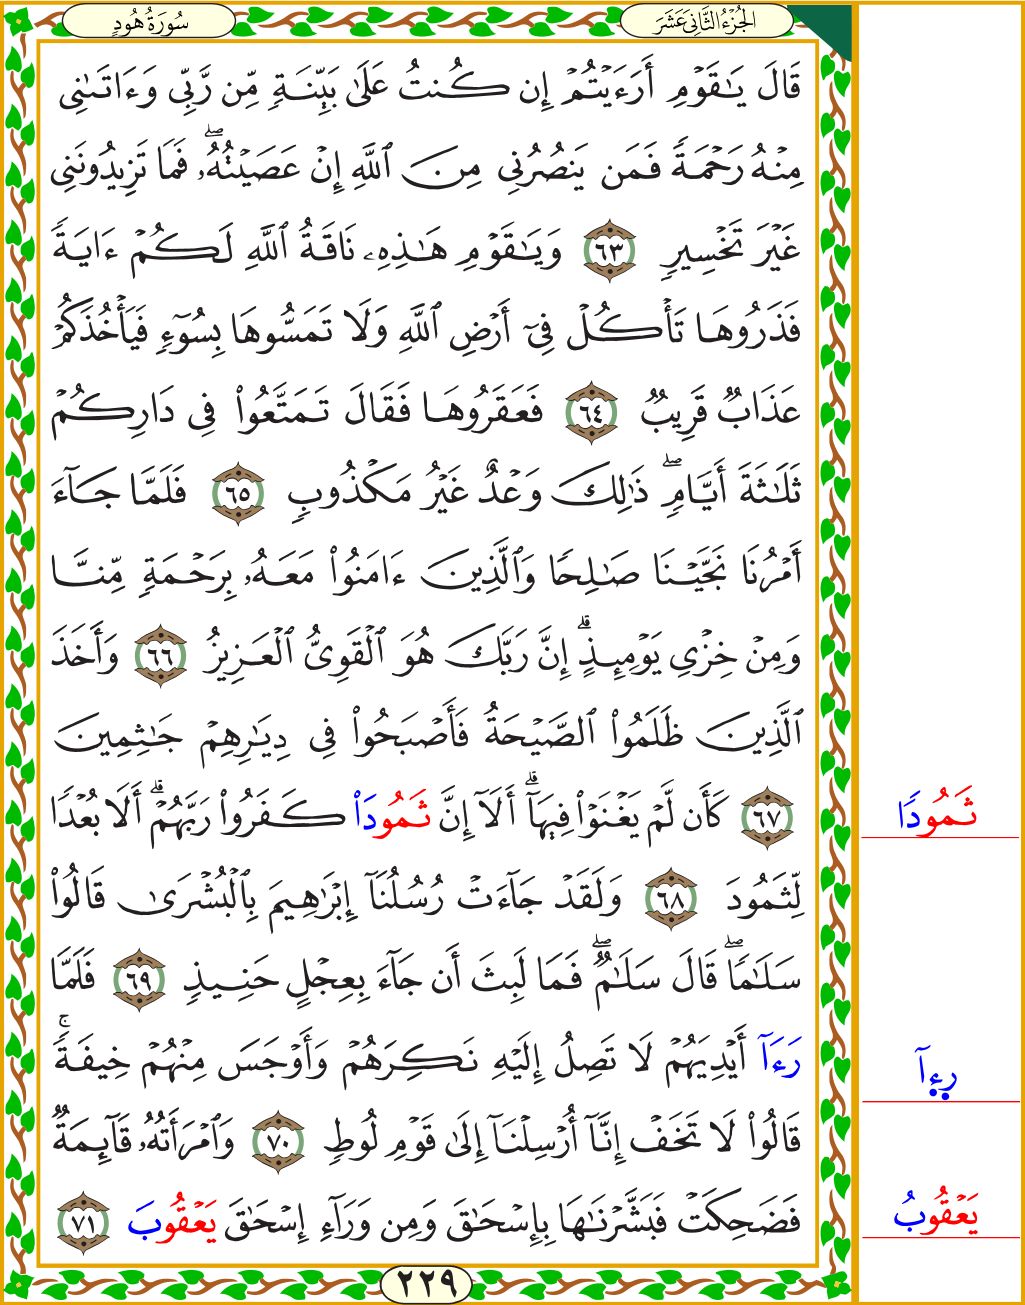 الجُزْءُ الثَّانِيَ عَشَرَ
سُورَةُ هُودٍ
قَالَ يَٰقَوۡمِ أَرَءَيۡتُمۡ إِن كُنتُ عَلَىٰ بَيِّنَةٖ مِّن رَّبِّي وَءَاتَىٰنِي
مِنۡهُ رَحۡمَةٗ فَمَن يَنصُرُنِي مِنَ ٱللَّهِ إِنۡ عَصَيۡتُهُۥۖ فَمَا تَزِيدُونَنِي
غَيۡرَ تَخۡسِيرٖ ٦٣ وَيَٰقَوۡمِ هَٰذِهِۦ نَاقَةُ ٱللَّهِ لَكُمۡ ءَايَةٗ
فَذَرُوهَا تَأۡكُلۡ فِيٓ أَرۡضِ ٱللَّهِ وَلَا تَمَسُّوهَا بِسُوٓءٖ فَيَأۡخُذَكُمۡ
عَذَابٞ قَرِيبٞ ٦٤ فَعَقَرُوهَا فَقَالَ تَمَتَّعُواْ فِي دَارِكُمۡ
ثَلَٰثَةَ أَيَّامٖۖ ذَٰلِكَ وَعۡدٌ غَيۡرُ مَكۡذُوبٖ ٦٥ فَلَمَّا جَآءَ
أَمۡرُنَا نَجَّيۡنَا صَٰلِحٗا وَٱلَّذِينَ ءَامَنُواْ مَعَهُۥ بِرَحۡمَةٖ مِّنَّا
وَمِنۡ خِزۡيِ يَوۡمِئِذٍۚ إِنَّ رَبَّكَ هُوَ ٱلۡقَوِيُّ ٱلۡعَزِيزُ ٦٦ وَأَخَذَ
ٱلَّذِينَ ظَلَمُواْ ٱلصَّيۡحَةُ فَأَصۡبَحُواْ فِي دِيَٰرِهِمۡ جَٰثِمِينَ
٦٧ كَأَن لَّمۡ يَغۡنَوۡاْ فِيهَآۗ أَلَآ إِنَّ ثَمُودَاْ كَفَرُواْ رَبَّهُمۡۗ أَلَا بُعۡدٗا
لِّثَمُودَ ٦٨ وَلَقَدۡ جَآءَتۡ رُسُلُنَآ إِبۡرَٰهِيمَ بِٱلۡبُشۡرَىٰ قَالُواْ
سَلَٰمٗاۖ قَالَ سَلَٰمٞۖ فَمَا لَبِثَ أَن جَآءَ بِعِجۡلٍ حَنِيذٖ ٦٩ فَلَمَّا
رَءَآ أَيۡدِيَهُمۡ لَا تَصِلُ إِلَيۡهِ نَكِرَهُمۡ وَأَوۡجَسَ مِنۡهُمۡ خِيفَةٗۚ
قَالُواْ لَا تَخَفۡ إِنَّآ أُرۡسِلۡنَآ إِلَىٰ قَوۡمِ لُوطٖ ٧٠ وَٱمۡرَأَتُهُۥ قَآئِمَةٞ
فَضَحِكَتۡ فَبَشَّرۡنَٰهَا بِإِسۡحَٰقَ وَمِن وَرَآءِ إِسۡحَٰقَ يَعۡقُوبَ ٧١
ثَمُودًا
رِءِآ
يَعۡقُوبُ
٢٢٩